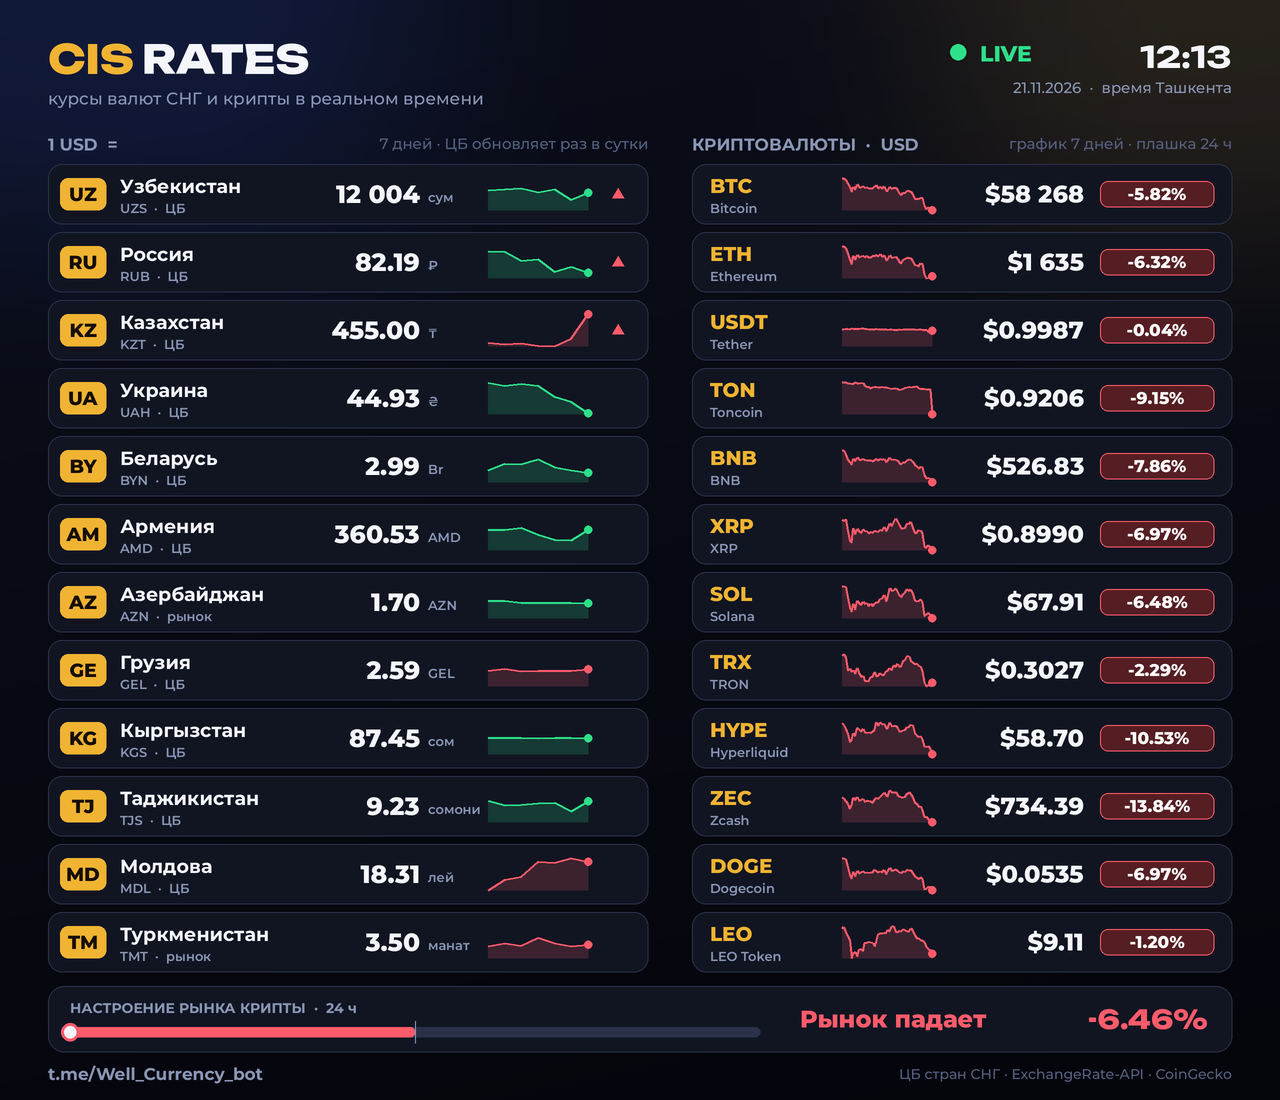 CIS RATES
курсы валют СНГ и крипты в реальном времени
LIVE
12:13
21.11.2026 · время Ташкента
1 USD =
7 дней · ЦБ обновляет раз в сутки
UZ Узбекистан 12 004 сум ▲
UZS · ЦБ
RU Россия 82.19 ₽ ▲
RUB · ЦБ
KZ Казахстан 455.00 ₸ ▲
KZT · ЦБ
UA Украина 44.93 ₴
UAH · ЦБ
BY Беларусь 2.99 Br
BYN · ЦБ
AM Армения 360.53 AMD
AMD · ЦБ
AZ Азербайджан 1.70 AZN
AZN · рынок
GE Грузия 2.59 GEL
GEL · ЦБ
KG Кыргызстан 87.45 сом
KGS · ЦБ
TJ Таджикистан 9.23 сомони
TJS · ЦБ
MD Молдова 18.31 лей
MDL · ЦБ
TM Туркменистан 3.50 манат
TMT · рынок
КРИПТОВАЛЮТЫ · USD
график 7 дней · плашка 24 ч
BTC $58 268 -5.82%
Bitcoin
ETH $1 635 -6.32%
Ethereum
USDT $0.9987 -0.04%
Tether
TON $0.9206 -9.15%
Toncoin
BNB $526.83 -7.86%
BNB
XRP $0.8990 -6.97%
XRP
SOL $67.91 -6.48%
Solana
TRX $0.3027 -2.29%
TRON
HYPE $58.70 -10.53%
Hyperliquid
ZEC $734.39 -13.84%
Zcash
DOGE $0.0535 -6.97%
Dogecoin
LEO $9.11 -1.20%
LEO Token
НАСТРОЕНИЕ РЫНКА КРИПТЫ · 24 ч
Рынок падает -6.46%
t.me/Well_Currency_bot
ЦБ стран СНГ · ExchangeRate-API · CoinGecko